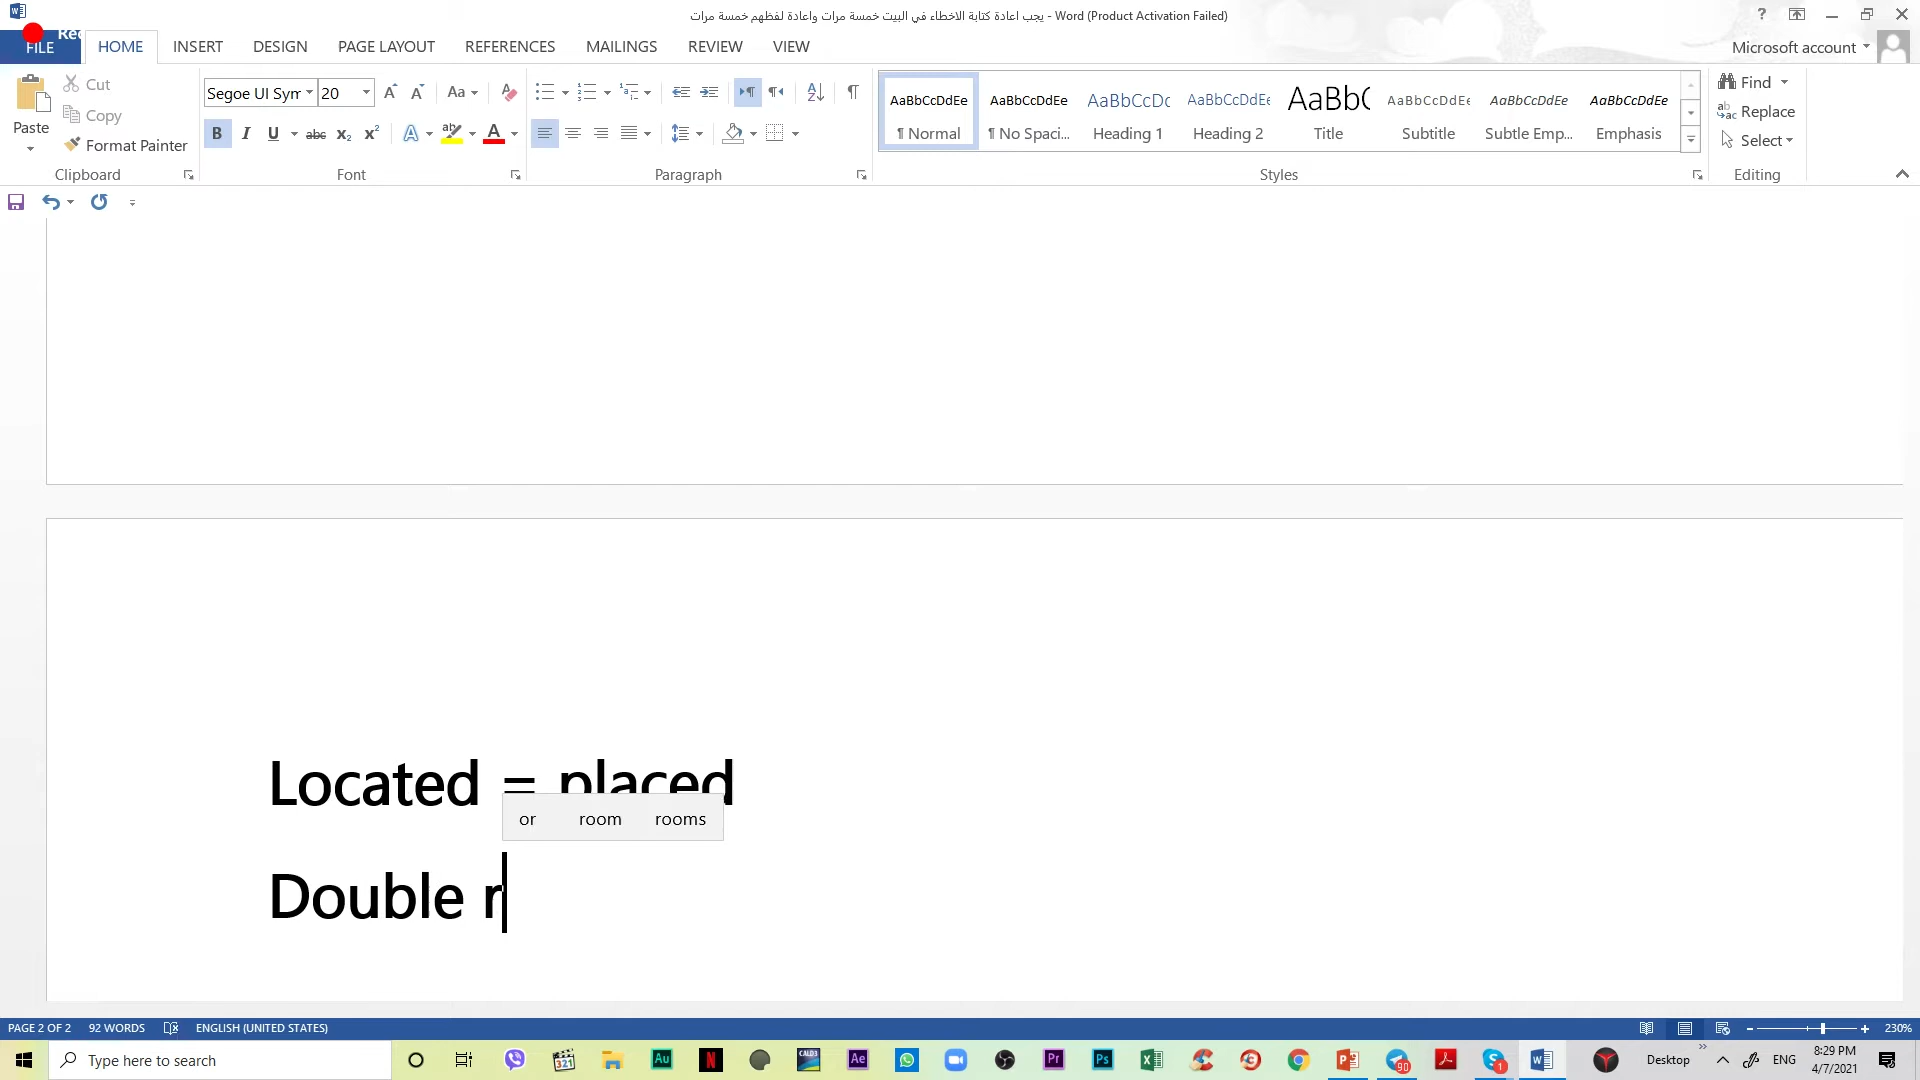 يجب اعادة كتابة الاخطاء في البيت خمسة مرات واعادة لفظهم خمسة مرات - Word (Product Activation Failed)
FILE HOME INSERT DESIGN PAGE LAYOUT REFERENCES MAILINGS REVIEW VIEW Microsoft account
Paste
Cut
Copy
Format Painter
Clipboard
Segoe UI Sym 20
Font
Paragraph
AaBbCcDdEe AaBbCcDdEe AaBbCcDc AaBbCcDdEe AaBbC AaBbCcDdEe AaBbCcDdEe AaBbCcDdEe
¶ Normal ¶ No Spaci... Heading 1 Heading 2 Title Subtitle Subtle Emp... Emphasis
Styles
Find
Replace
Select
Editing
Located = placed
or room rooms
Double r
PAGE 2 OF 2 92 WORDS ENGLISH (UNITED STATES) 230%
Type here to search
Desktop ENG 8:29 PM
4/7/2021